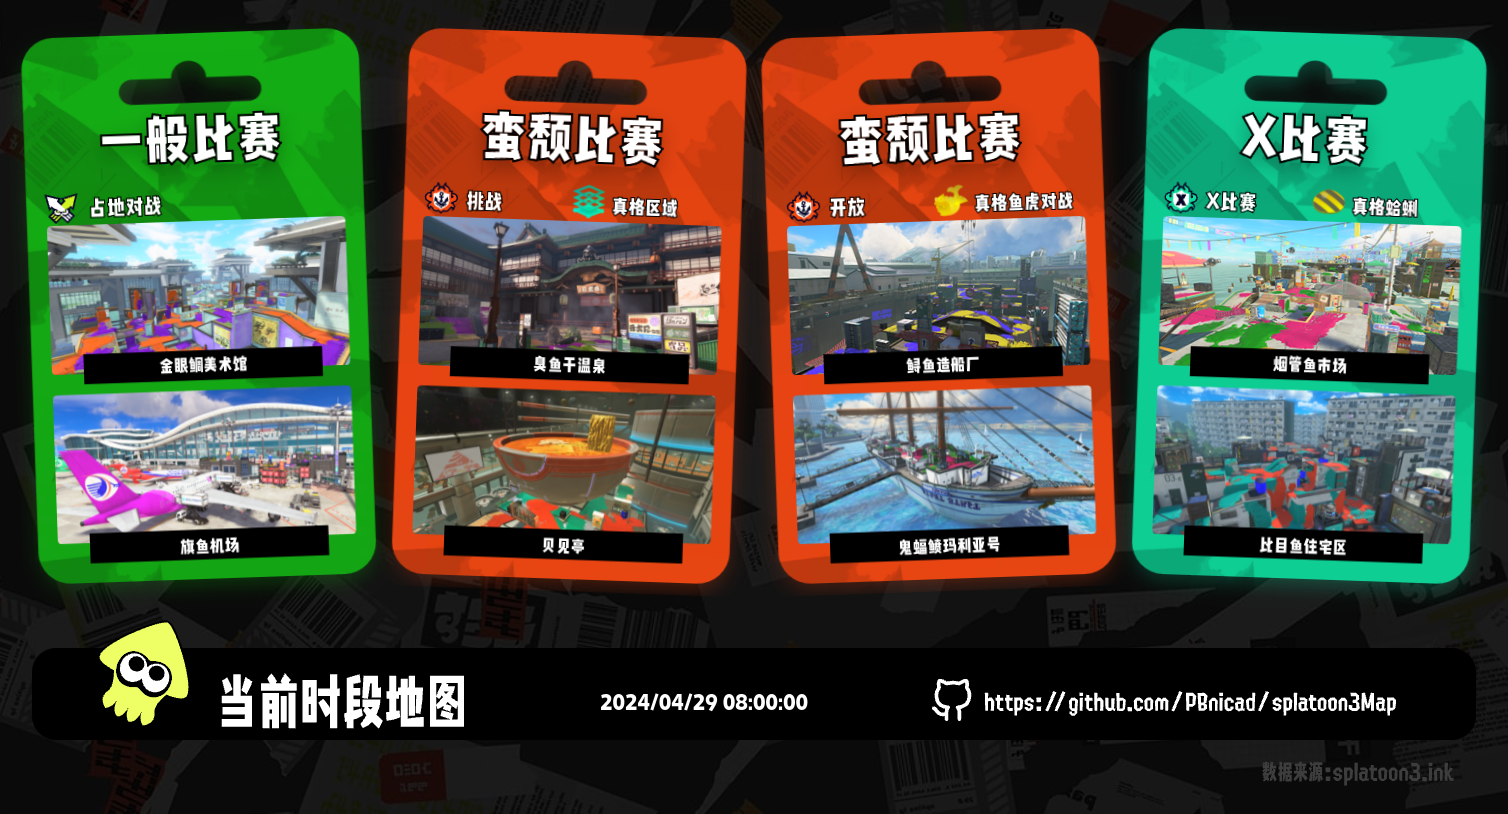 一般比赛
占地对战
金眼鲷美术馆
旗鱼机场
蛮颓比赛
挑战
真格区域
臭鱼干温泉
贝见亭
蛮颓比赛
开放
真格鱼虎对战
鲟鱼造船厂
鬼蝠鲼玛利亚号
X比赛
X比赛
真格蛤蜊
烟管鱼市场
比目鱼住宅区
当前时段地图
2024/04/29 08:00:00
https://github.com/PBnicad/splatoon3Map
数据来源:splatoon3.ink